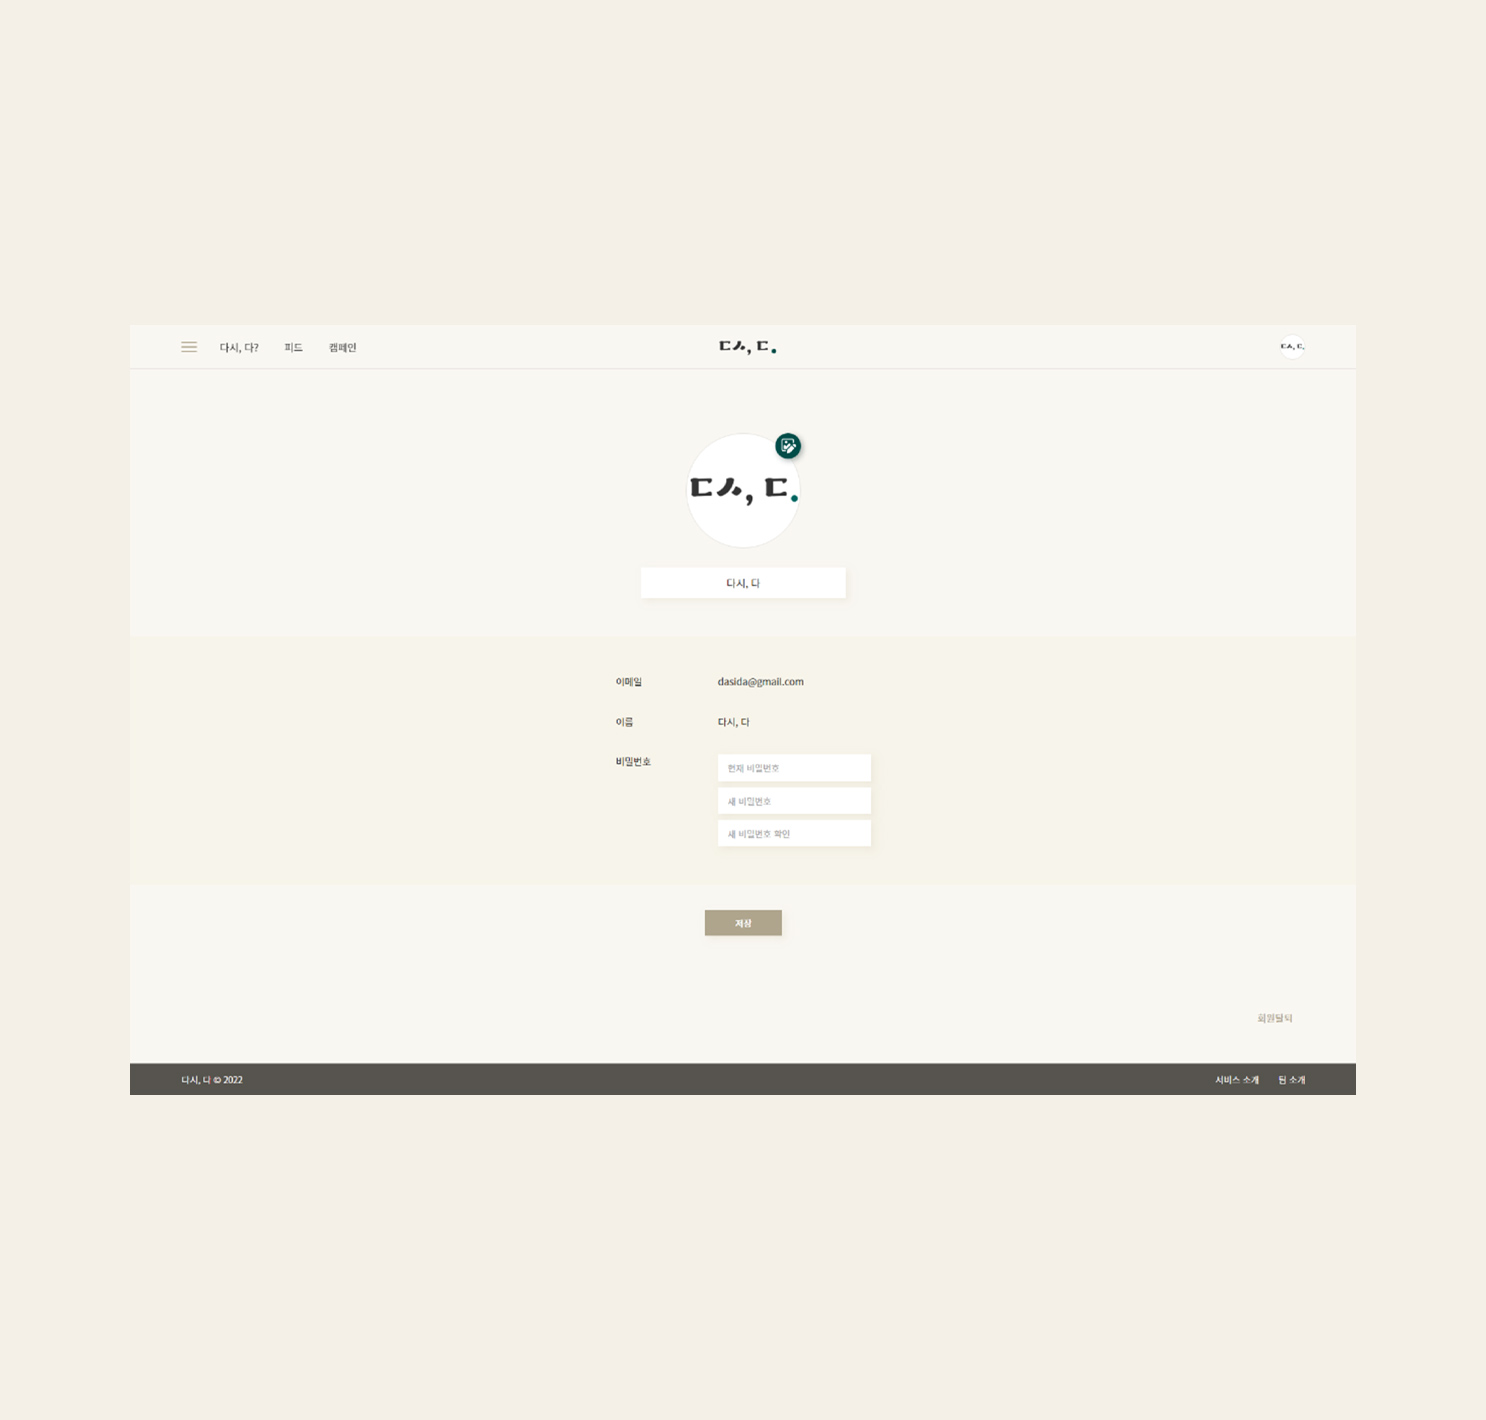 다시, 다?
피드
캠페인
ㄷㅅ, ㄷ.
ㄷㅅ, ㄷ.
ㄷㅅ, ㄷ.
다시, 다
이메일 dasida@gmail.com
이름 다시, 다
비밀번호 현재 비밀번호
새 비밀번호
새 비밀번호 확인
저장
회원탈퇴
다시, 다 © 2022
서비스 소개
팀 소개